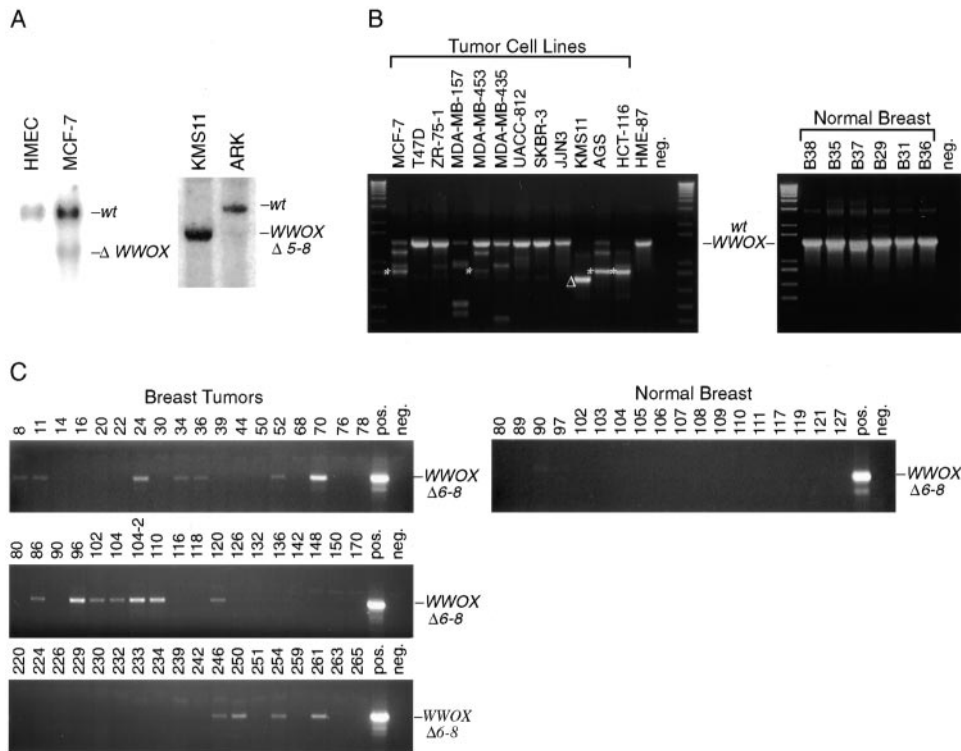 A
HMEC
MCF-7
–wt
–Δ WWOX
KMS11
ARK
–wt
–WWOX
Δ 5-8
B
Tumor Cell Lines
MCF-7
T47D
ZR-75-1
MDA-MB-157
MDA-MB-453
MDA-MB-435
UACC-812
SKBR-3
JJN3
KMS11
AGS
HCT-116
HME-87
neg.
*
*
Δ
*
*
wt
–WWOX–
Normal Breast
B38
B35
B37
B29
B31
B36
neg.
C
Breast Tumors
8 11 14 16 20 22 24 30 34 36 39 44 50 52 68 70 76 78 pos. neg.
–WWOX
Δ6-8
80 86 90 96 102 104 104-2 110 116 118 120 126 132 136 142 148 150 170 pos. neg.
–WWOX
Δ6-8
220 224 226 229 230 232 233 234 239 242 246 250 251 254 259 261 263 265 pos. neg.
–WWOX
Δ6-8
Normal Breast
80 89 90 97 102 103 104 105 106 107 108 109 110 111 117 119 121 127 pos. neg.
–WWOX
Δ6-8